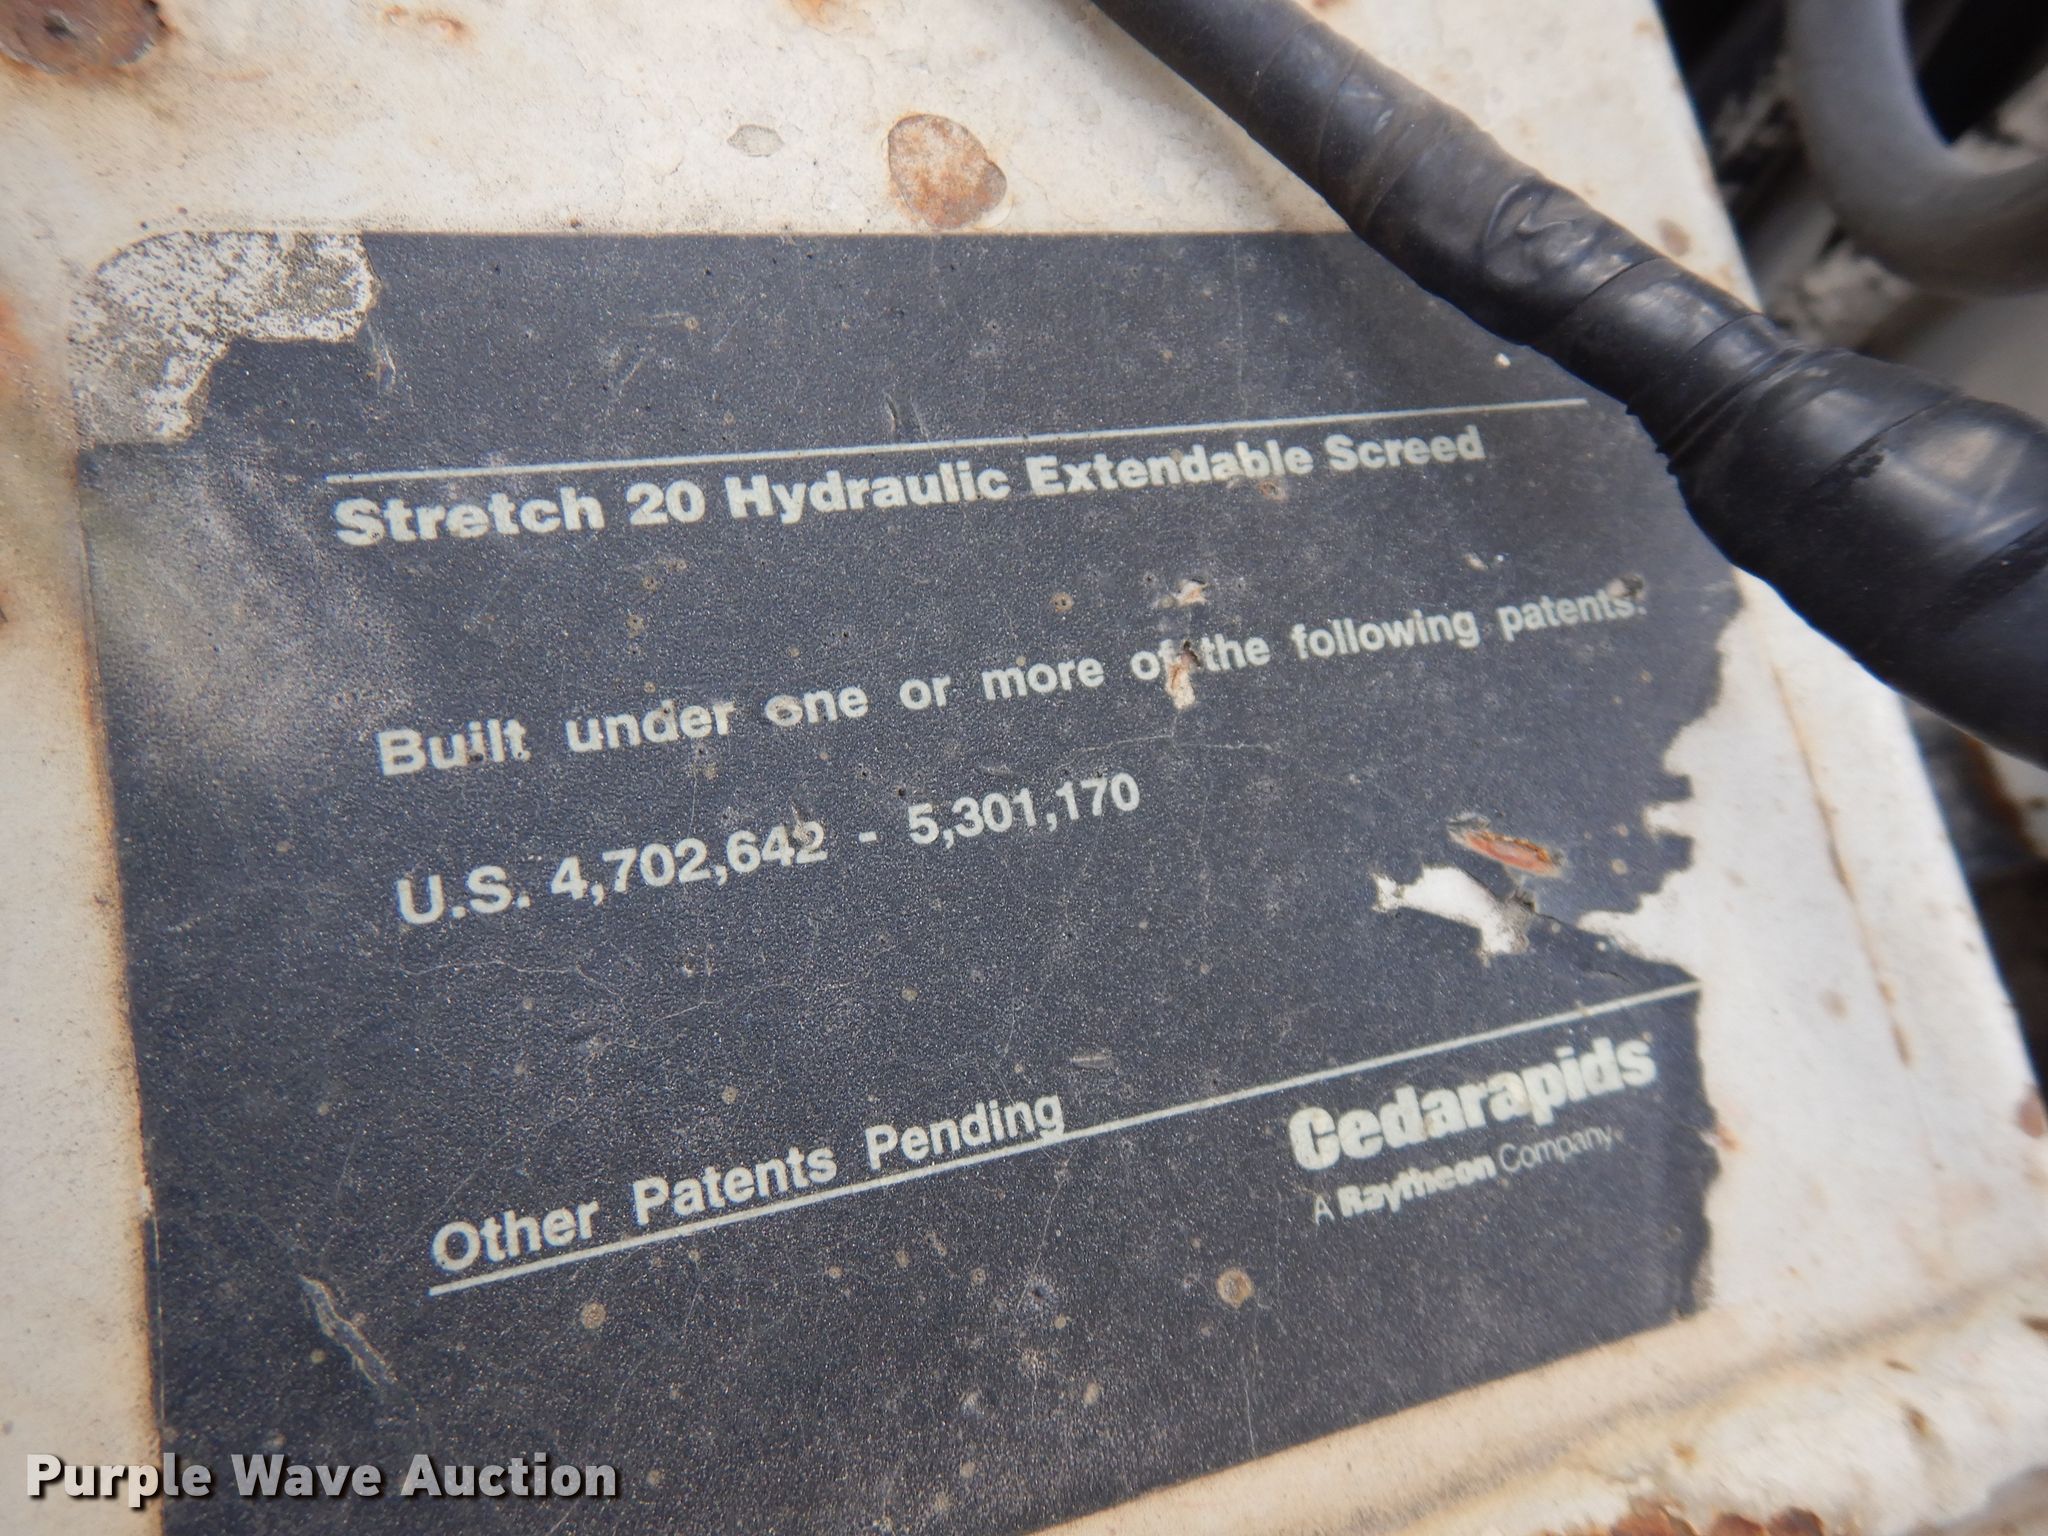 Stretch 20 Hydraulic Extendable Screed
Built under one or more of the following patents:
U.S. 4,702,642 - 5,301,170
Other Patents Pending
Cedarapids
A Raytheon Company
Purple Wave Auction